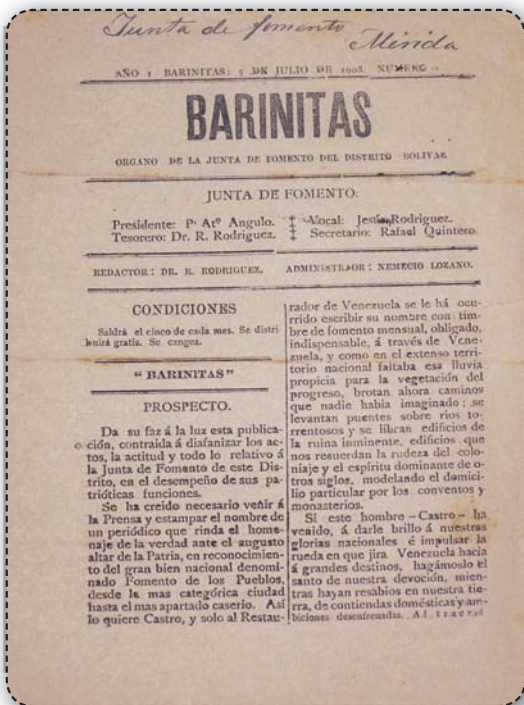 Junta de fomento
Mérida
AÑO 1 BARINITAS: 5 DE JULIO DE 1908. NUMERO
BARINITAS
ORGANO DE LA JUNTA DE FOMENTO DEL DISTRITO BOLIVAR
JUNTA DE FOMENTO:
Presidente: P. Atº Angulo. ‡ Vocal: Jesús Rodriguez.
Tesorero: Dr. R. Rodriguez. ‡ Secretario: Rafael Quintero
REDACTOR: DR. R. RODRIGUEZ. ADMINISTRADOR: NEMECIO LOZANO.
CONDICIONES
Saldrá el cinco de cada mes. Se distri
buirá gratis. Se cangea.
"BARINITAS"
PROSPECTO.
Da su faz á la luz esta publica-
ción, contraida á diafanizar los ac-
tos, la actitud y todo lo relativo á
la Junta de Fomento de este Dis-
trito, en el desempeño de sus pa-
trióticas funciones.
Se ha creido necesario venir á
la Prensa y estampar el nombre de
un periódico que rinda el home-
naje de la verdad ante el augusto
altar de la Patria, en reconocimien-
to del gran bien nacional denomi-
nado Fomento de los Pueblos,
desde la mas categórica ciudad
hasta el mas apartado caserio. Asi
lo quiere Castro, y solo al Restau-
rador de Venezuela se le há ocu-
rrido escribir su nombre con tim-
bre de fomento mensual, obligado,
indispensable, á través de Vene-
zuela, y como en el extenso terri-
torio nacional faltaba esa lluvia
propicia para la vegetación del
progreso, brotan ahora caminos
que nadie habia imaginado; se
levantan puentes sobre rios to-
rrentosos y se libran edificios de
la ruina inminente, edificios que
nos resuerdan la rudeza del colo-
niaje y el espíritu dominante de o-
tros siglos, modelando el domici-
lio particular por los conventos y
monasterios.
Si este hombre – Castro – ha
venido, á darle brillo á nuestras
glorias nacionales é impulsar la
rueda en que jira Venezuela hacia
á grandes destinos, hagámoslo el
santo de nuestra devoción, mien-
tras hayan resabios en nuestra tie-
rra, de contiendas domésticas y am-
biciones desenfrenadas. Al